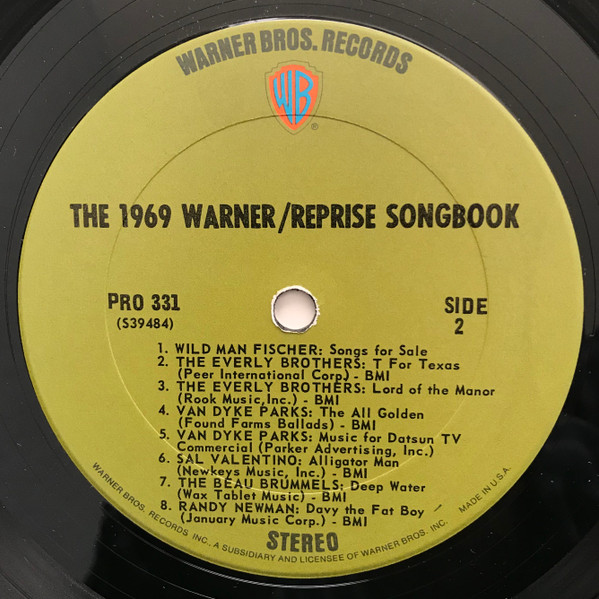 WARNER BROS. RECORDS
WB
®
THE 1969 WARNER/REPRISE SONGBOOK
PRO 331
(S39484)
SIDE
2
1. WILD MAN FISCHER: Songs for Sale
2. THE EVERLY BROTHERS: T For Texas
(Peer International Corp.) - BMI
3. THE EVERLY BROTHERS: Lord of the Manor
(Rook Music,Inc.) - BMI
4. VAN DYKE PARKS: The All Golden
(Found Farms Ballads) - BMI
5. VAN DYKE PARKS: Music for Datsun TV
Commercial (Parker Advertising, Inc.)
6. SAL VALENTINO: Alligator Man
(Newkeys Music, Inc.) - BMI
7. THE BEAU BRUMMELS: Deep Water
(Wax Tablet Music) - BMI
8. RANDY NEWMAN: Davy the Fat Boy
(January Music Corp.) - BMI
STEREO
WARNER BROS. RECORDS INC., A SUBSIDIARY AND LICENSEE OF WARNER BROS. INC. MADE IN U.S.A.